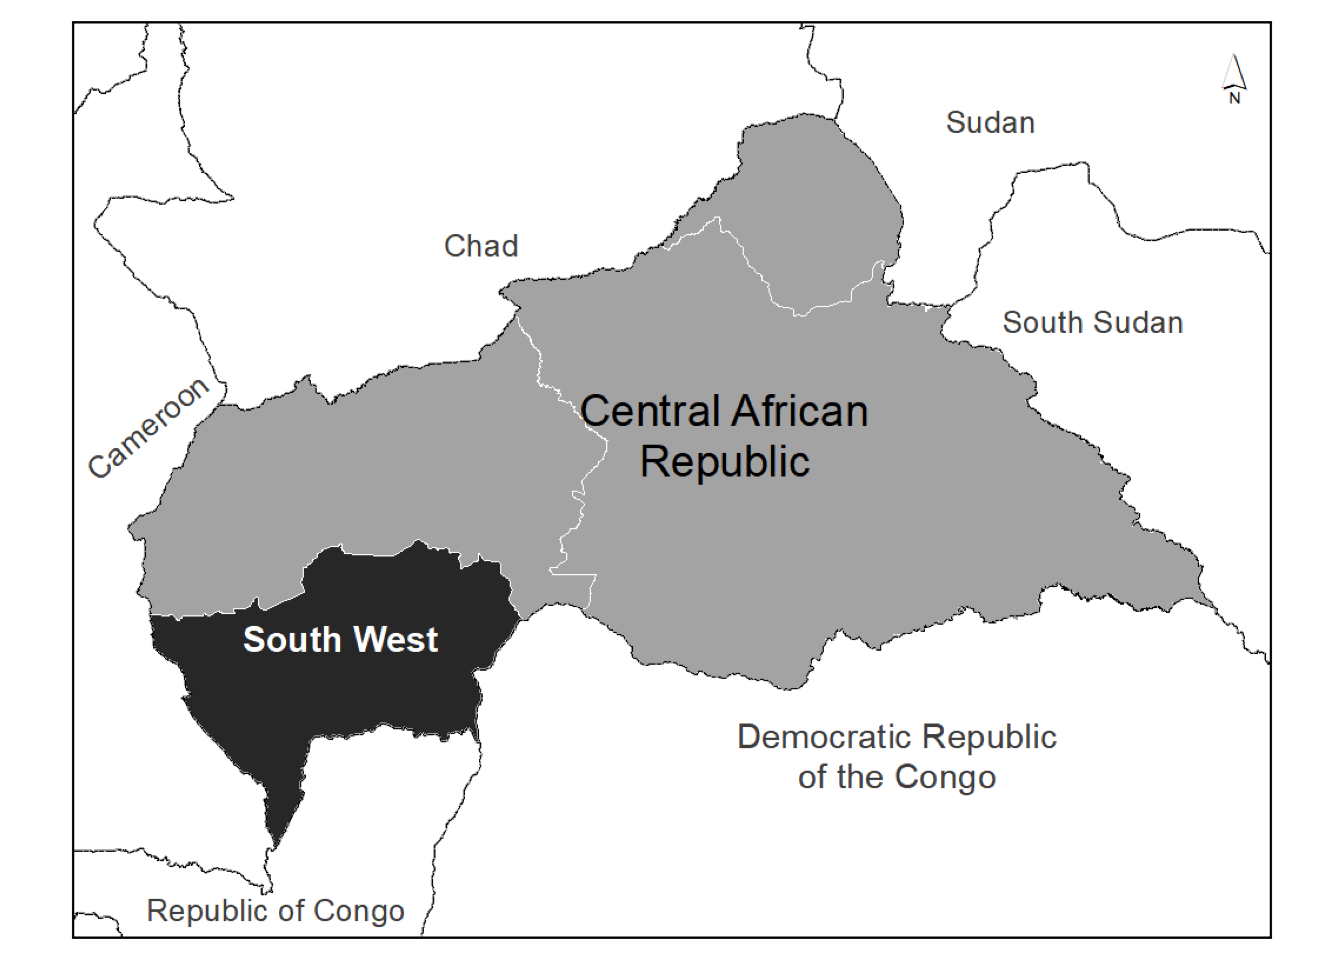 N
Sudan
Chad
South Sudan
Cameroon
Central African
Republic
South West
Democratic Republic
of the Congo
Republic of Congo